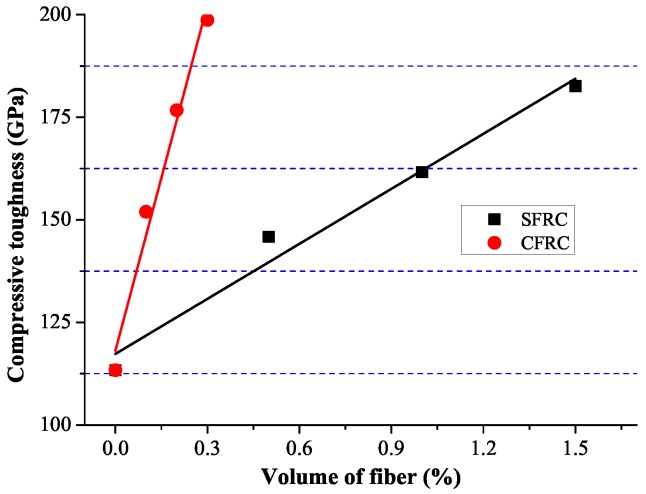 Compressive toughness (GPa)
200
175
150
125
100
SFRC
CFRC
0.0 0.3 0.6 0.9 1.2 1.5
Volume of fiber (%)